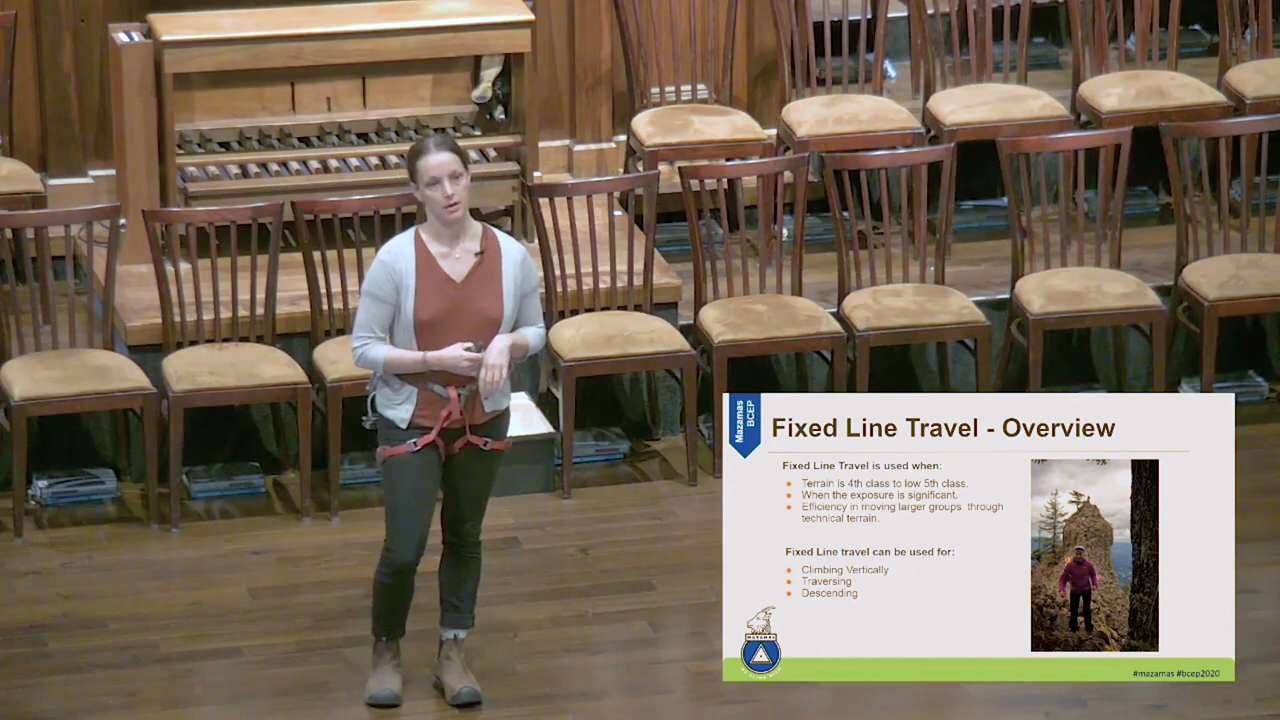 Mazamas
BCEP
Fixed Line Travel - Overview
Fixed Line Travel is used when:
Terrain is 4th class to low 5th class.
When the exposure is significant.
Efficiency in moving larger groups through
technical terrain.
Fixed Line travel can be used for:
Climbing Vertically
Traversing
Descending
MAZAMAS
#mazamas #bcep2020